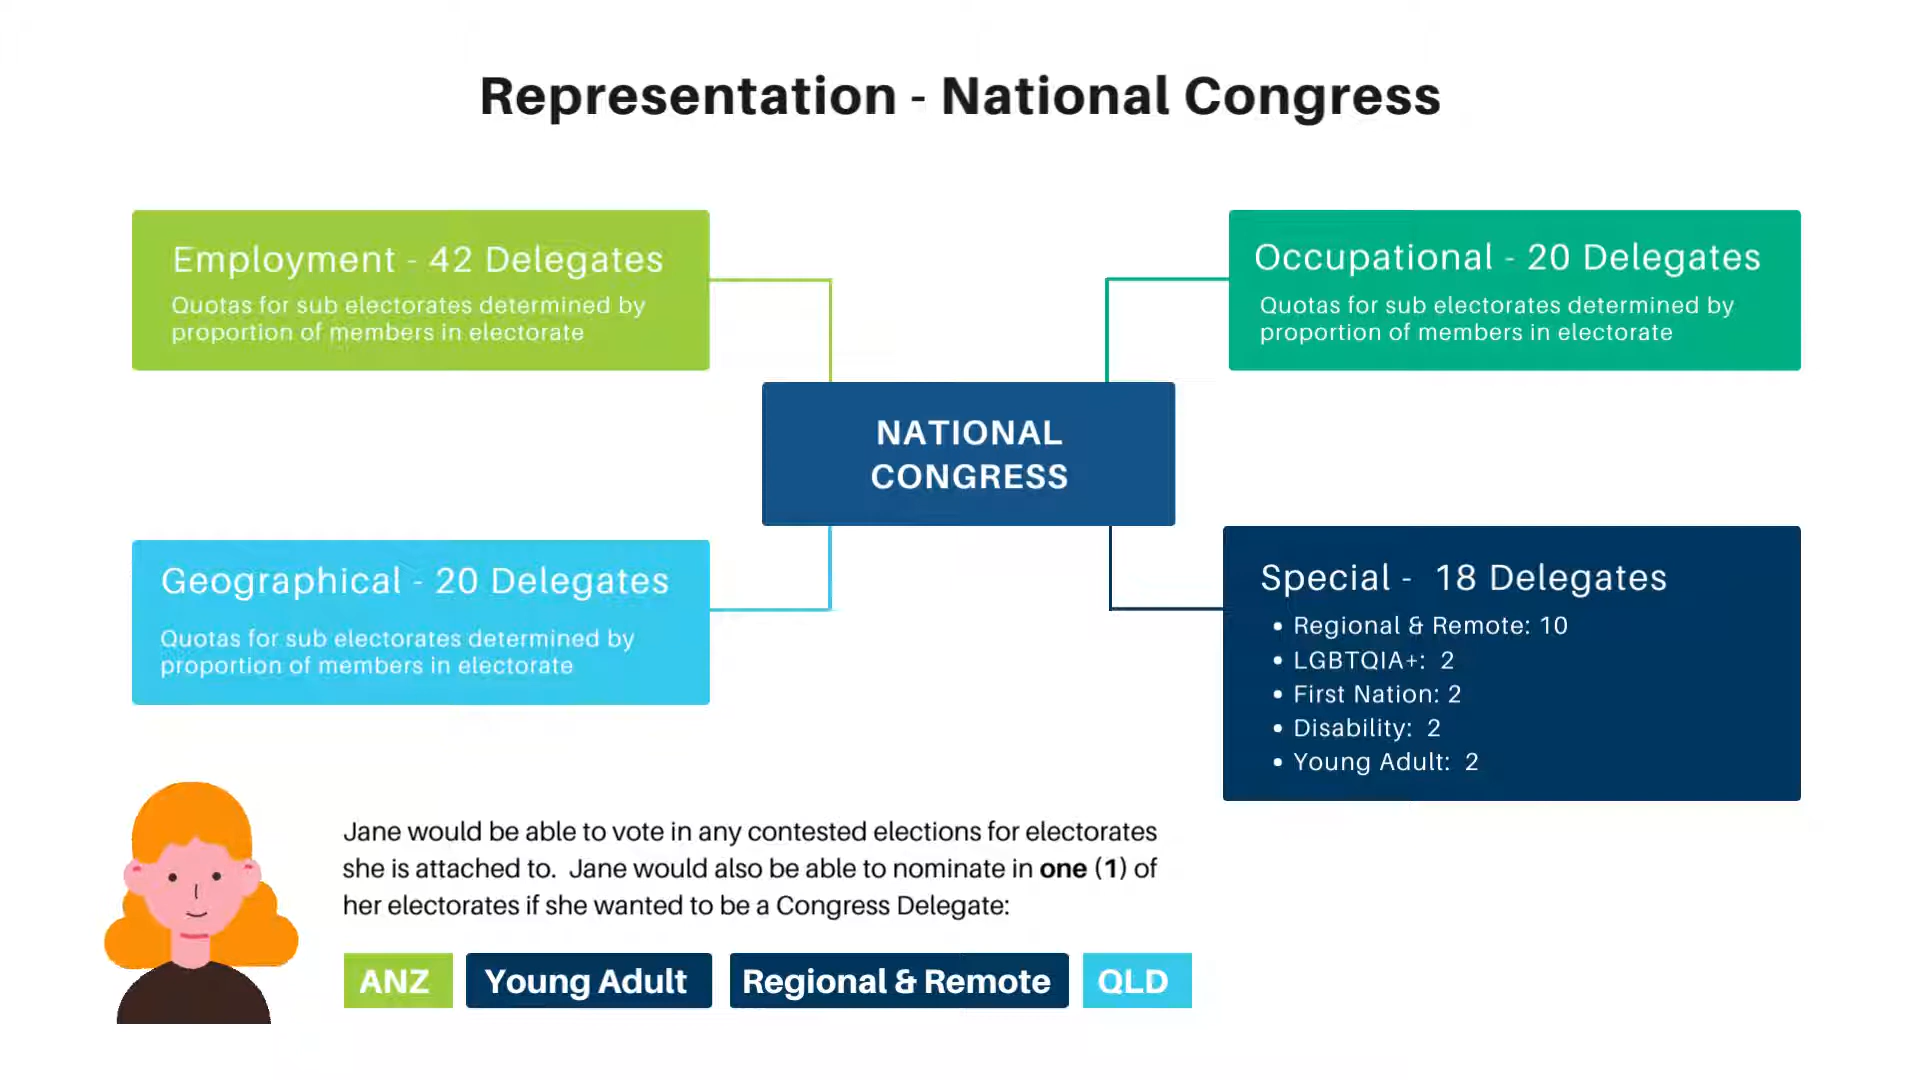 Representation - National Congress
Employment - 42 Delegates
Quotas for sub electorates determined by
proportion of members in electorate
Occupational - 20 Delegates
Quotas for sub electorates determined by
proportion of members in electorate
NATIONAL
CONGRESS
Geographical - 20 Delegates
Quotas for sub electorates determined by
proportion of members in electorate
Special - 18 Delegates
• Regional & Remote: 10
• LGBTQIA+: 2
• First Nation: 2
• Disability: 2
• Young Adult: 2
Jane would be able to vote in any contested elections for electorates
she is attached to. Jane would also be able to nominate in one (1) of
her electorates if she wanted to be a Congress Delegate:
ANZ
Young Adult
Regional & Remote
QLD